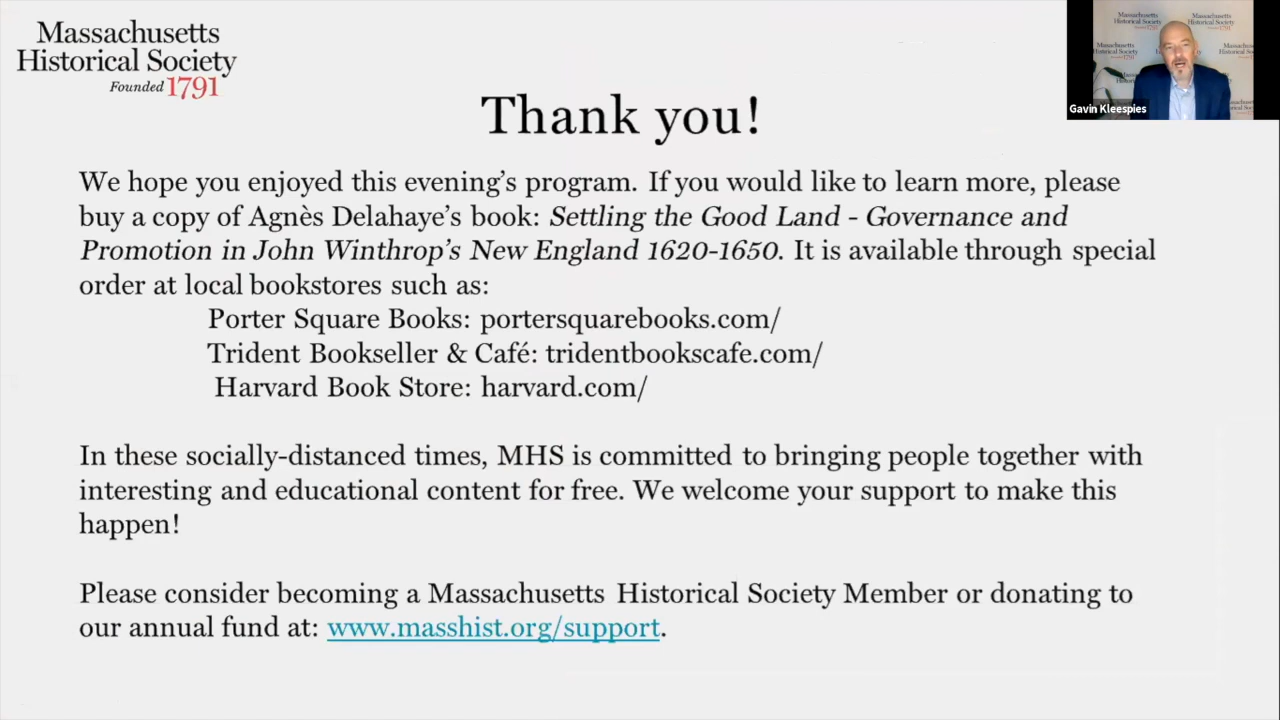 Massachusetts
Historical Society
Founded 1791
Gavin Kleespies
Thank you!
We hope you enjoyed this evening's program. If you would like to learn more, please
buy a copy of Agnès Delahaye's book: Settling the Good Land - Governance and
Promotion in John Winthrop's New England 1620-1650. It is available through special
order at local bookstores such as:
Porter Square Books: portersquarebooks.com/
Trident Bookseller & Café: tridentbookscafe.com/
Harvard Book Store: harvard.com/
In these socially-distanced times, MHS is committed to bringing people together with
interesting and educational content for free. We welcome your support to make this
happen!
Please consider becoming a Massachusetts Historical Society Member or donating to
our annual fund at: www.masshist.org/support.